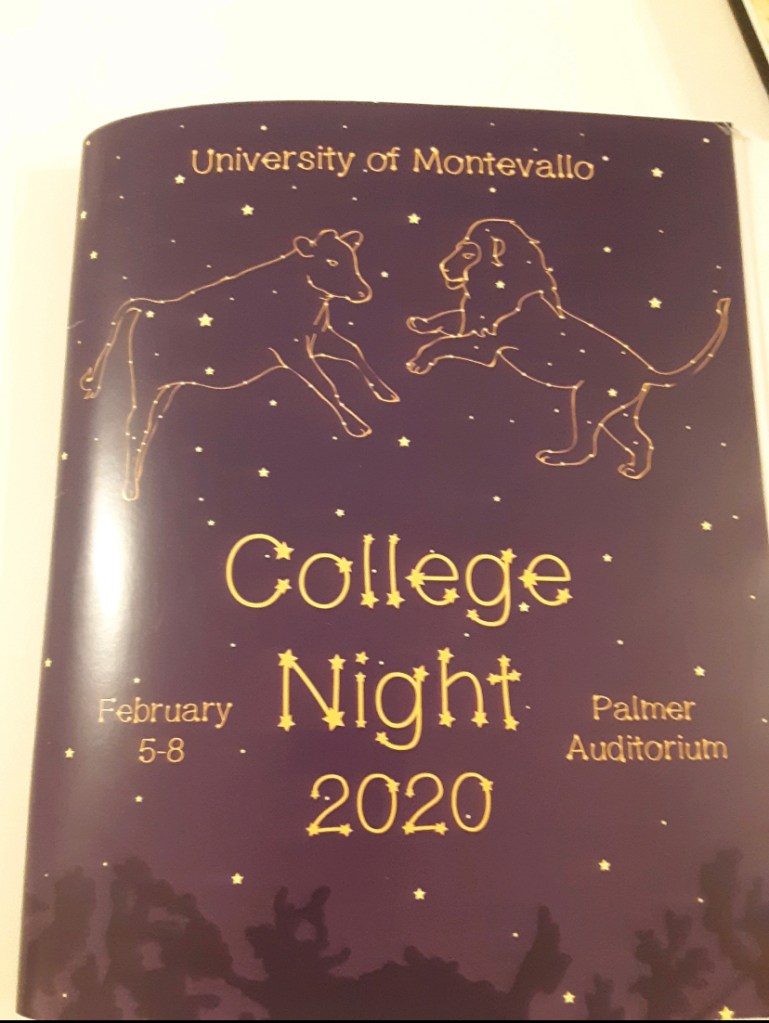 University of Montevallo
College
Night
February
5-8
Palmer
Auditorium
2020